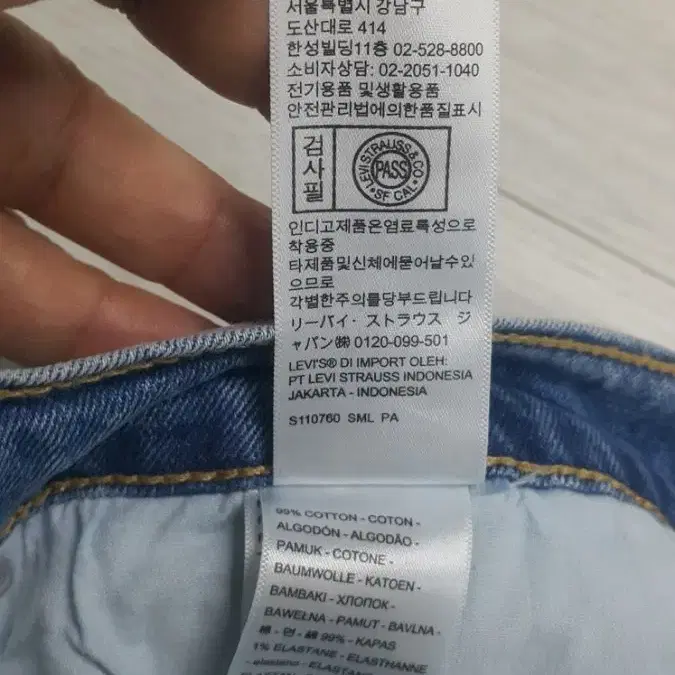 서울특별시 강남구
도산대로 414
한성빌딩11층 02-528-8800
소비자상담: 02-2051-1040
전기용품 및생활용품
안전관리법에의한품질표시
검사필
LEVI STRAUSS & CO
PASS
SF CAL
인디고제품은염료특성으로
착용중
타제품및신체에묻어날수있
으므로
각별한주의를당부드립니다
リーバイ・ストラウス ジ
ャパン㈱ 0120-099-501
LEVI'S® DI IMPORT OLEH:
PT LEVI STRAUSS INDONESIA
JAKARTA - INDONESIA
S110760 SML PA
99% COTTON - COTON -
ALGODÓN - ALGODÃO -
PAMUK - COTONE -
BAUMWOLLE - KATOEN -
BAMBAKI - ХЛОПОК -
BAWEŁNA - PAMUT - BAVLNA -
棉 - 면 - 綿 99% - KAPAS
1% ELASTANE - ELASTHANNE
- elastano - ELASTANE